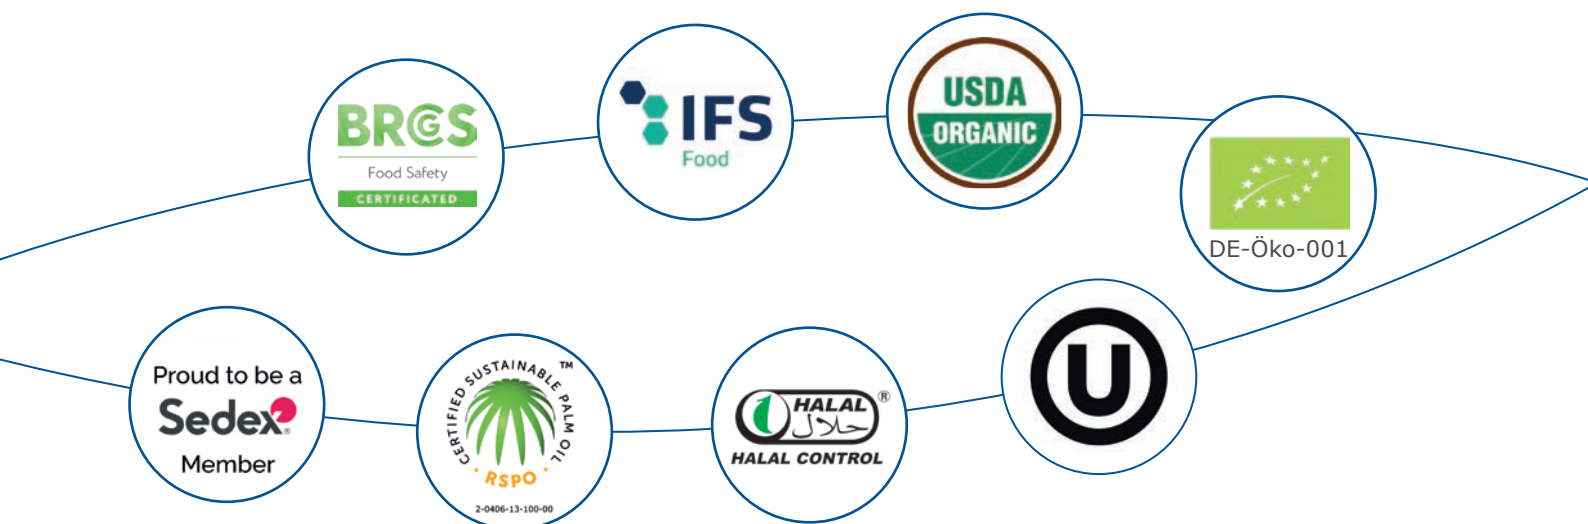 BRCGS
Food Safety
CERTIFICATED
IFS
Food
USDA
ORGANIC
DE-Öko-001
Proud to be a
Sedex®
Member
CERTIFIED SUSTAINABLE PALM OIL ™
RSPO
2-0406-13-100-00
HALAL ®
حلال
HALAL CONTROL
U